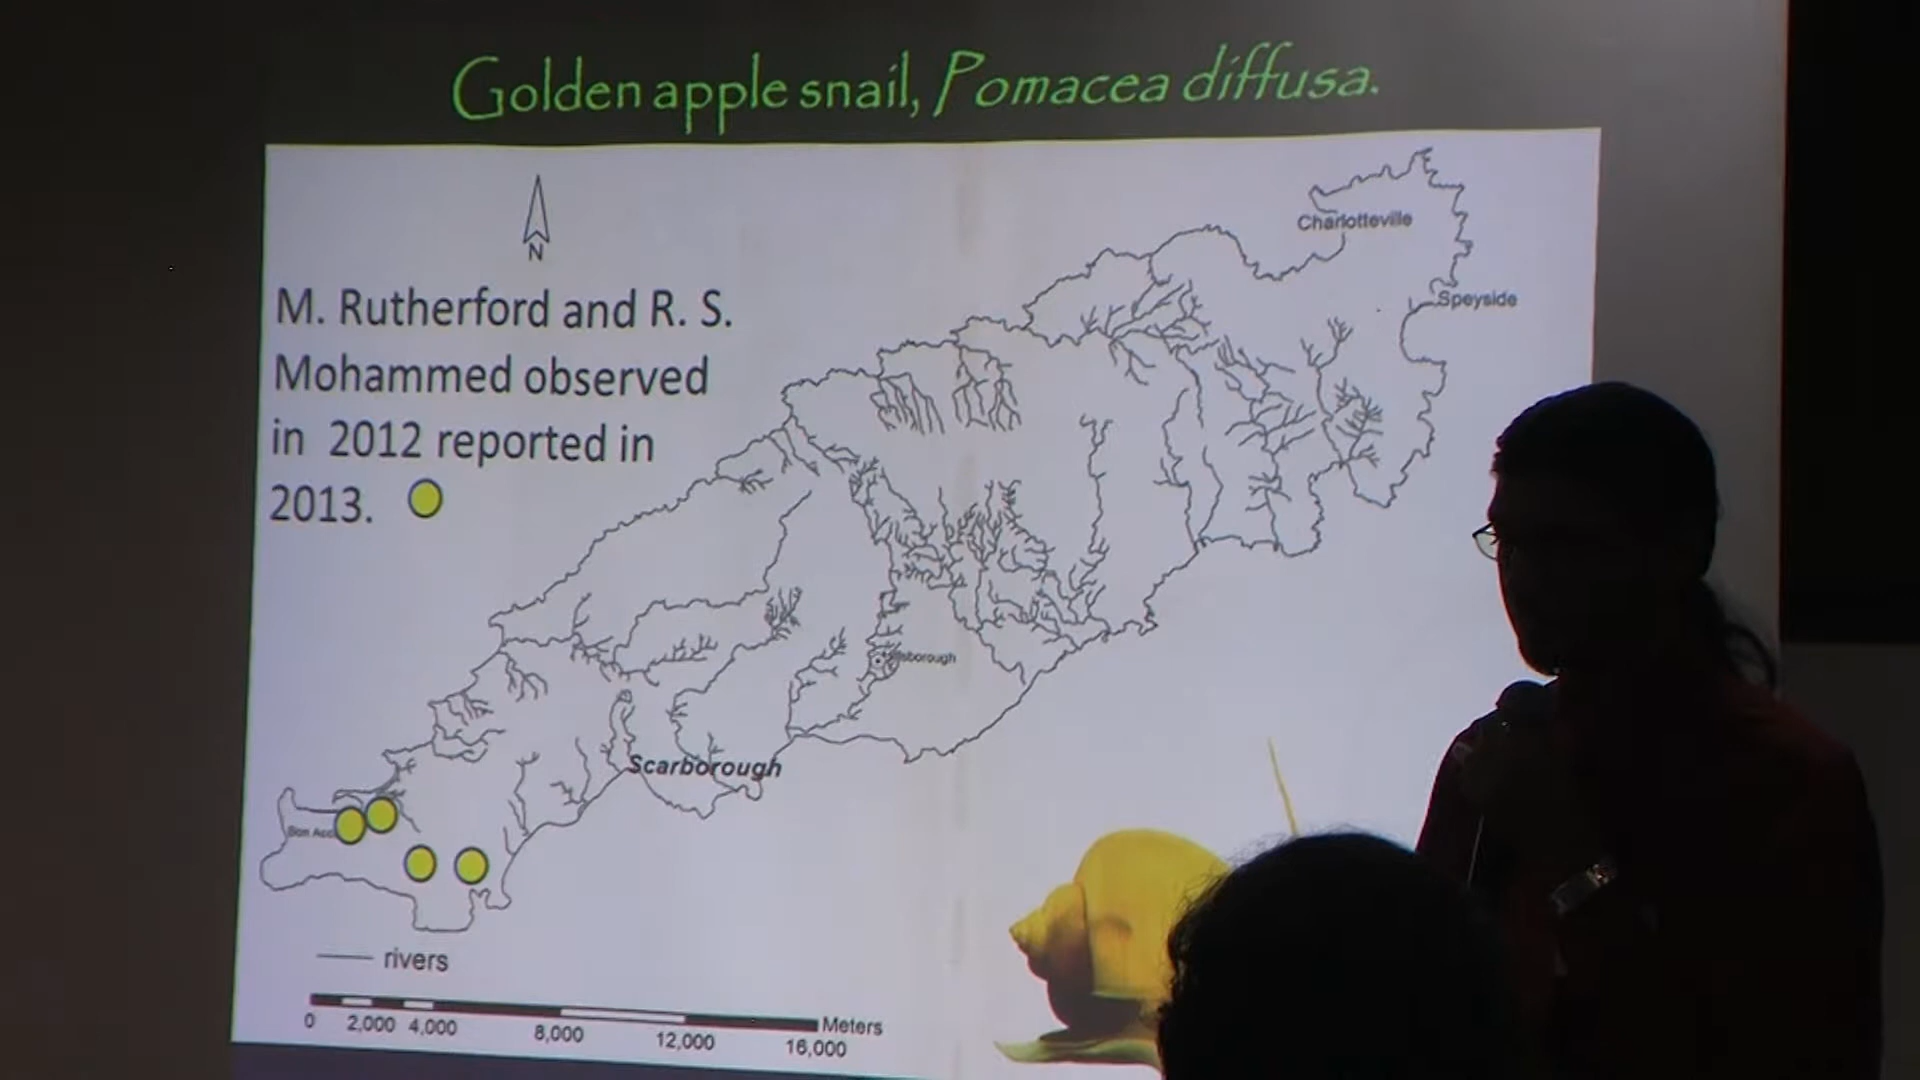 Golden apple snail, Pomacea diffusa.
N
M. Rutherford and R. S.
Mohammed observed
in 2012 reported in
2013.
Charlotteville
Speyside
Scarborough
Bon
rivers
0 2,000 4,000 8,000 12,000 16,000 Meters